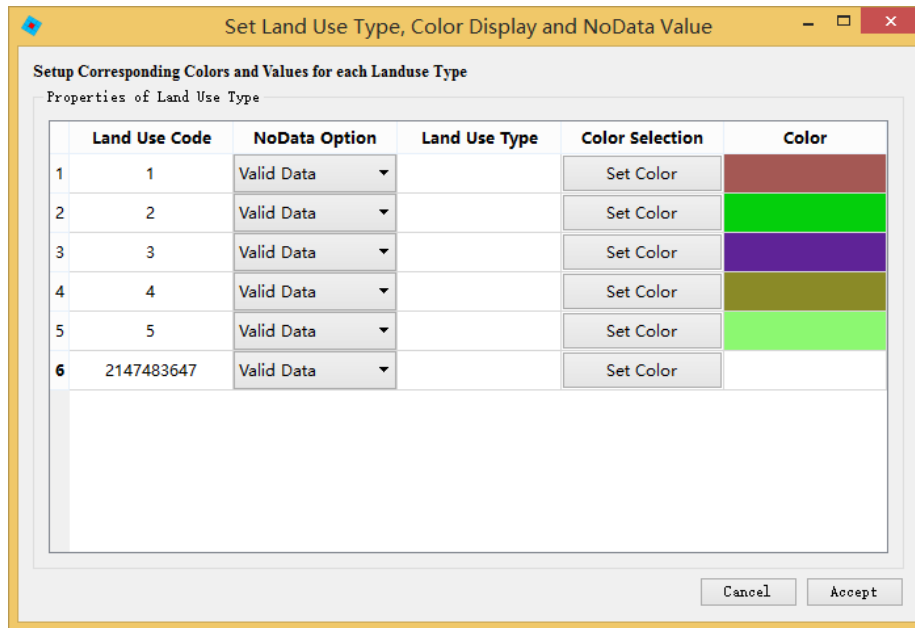 Set Land Use Type, Color Display and NoData Value
Setup Corresponding Colors and Values for each Landuse Type
Properties of Land Use Type
Land Use Code NoData Option Land Use Type Color Selection Color
1 1 Valid Data Set Color
2 2 Valid Data Set Color
3 3 Valid Data Set Color
4 4 Valid Data Set Color
5 5 Valid Data Set Color
6 2147483647 Valid Data Set Color
Cancel Accept